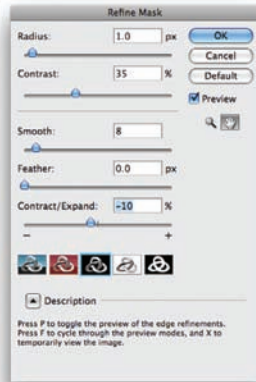 Refine Mask
Radius: 1.0 px
OK
Cancel
Contrast: 35 %
Default
Preview
Smooth: 8
Feather: 0.0 px
Contract/Expand: -10 %
− +
Description
Press P to toggle the preview of the edge refinements.
Press F to cycle through the preview modes, and X to
temporarily view the image.